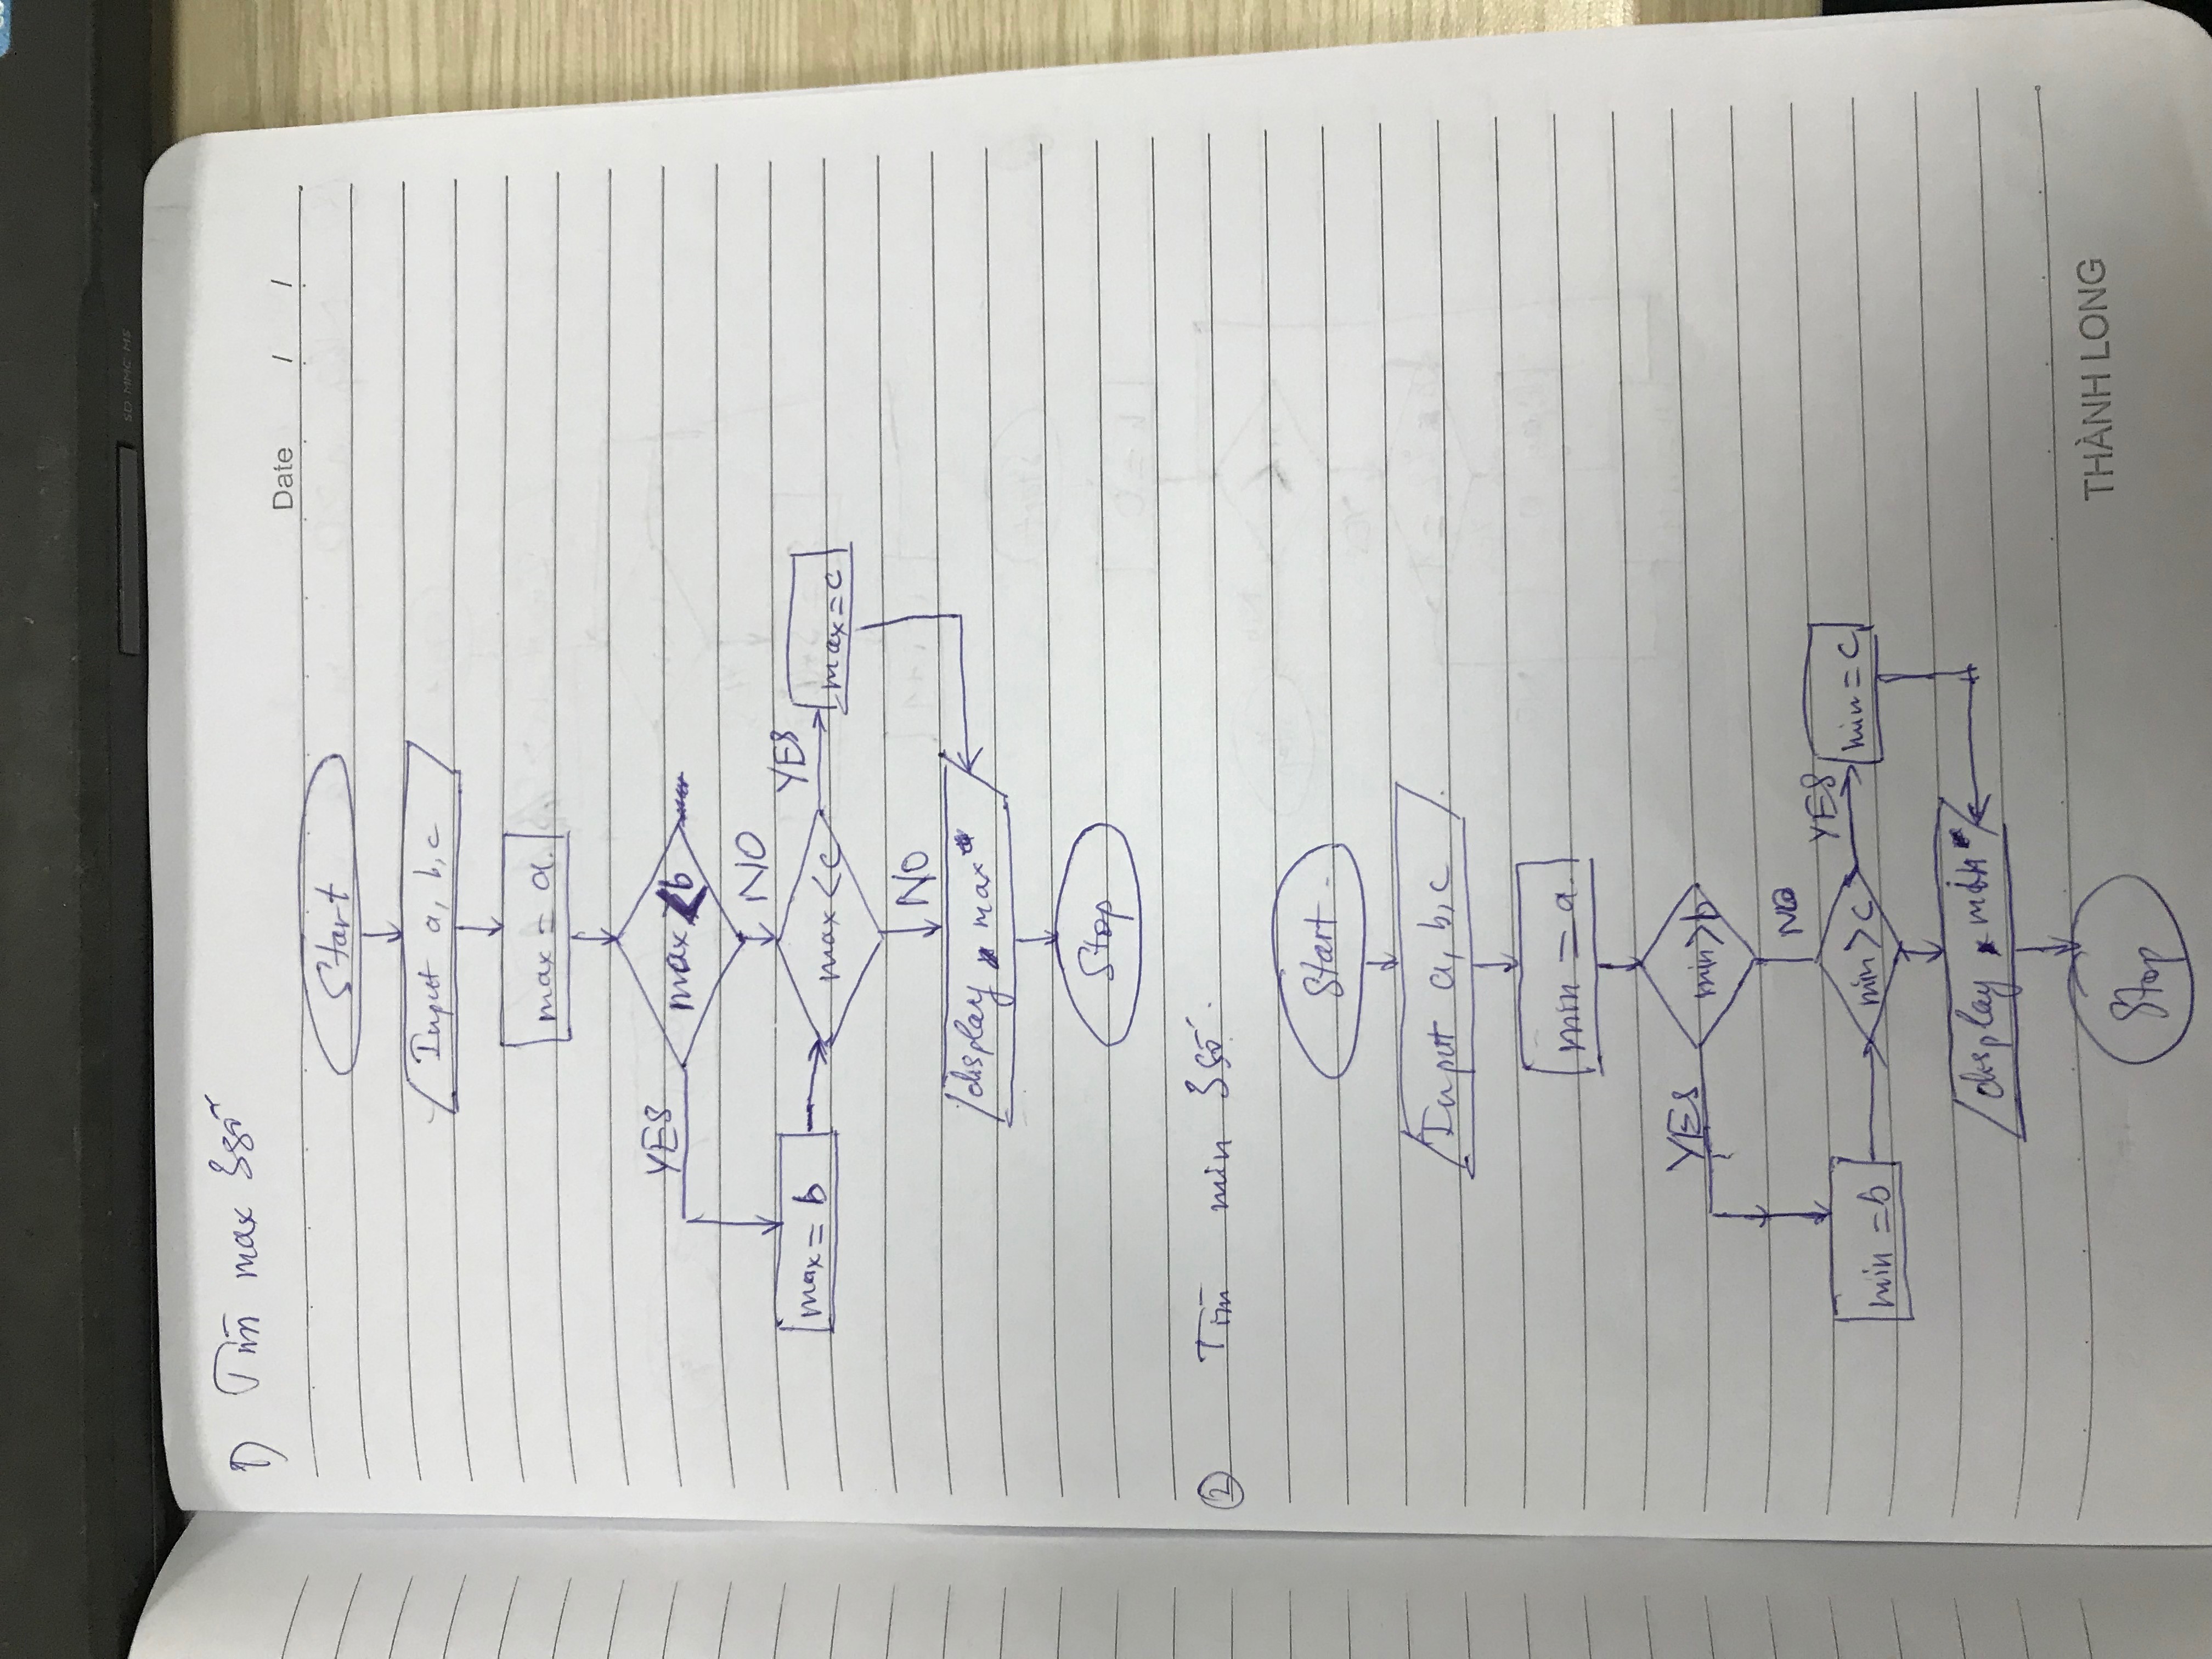 SD·MMC·MS
1) Tìm max 3 số
Date / /
Start
Input a, b, c
max = a.
YES
max < b
NO
max = b
max < c
YES
max = c
NO
display max
Stop
2 Tìm min 3 số.
Start
Input a, b, c
min = a.
YES
min > b
NO
min = b
min > c
YES
min = c
display min
Stop
THÀNH LONG